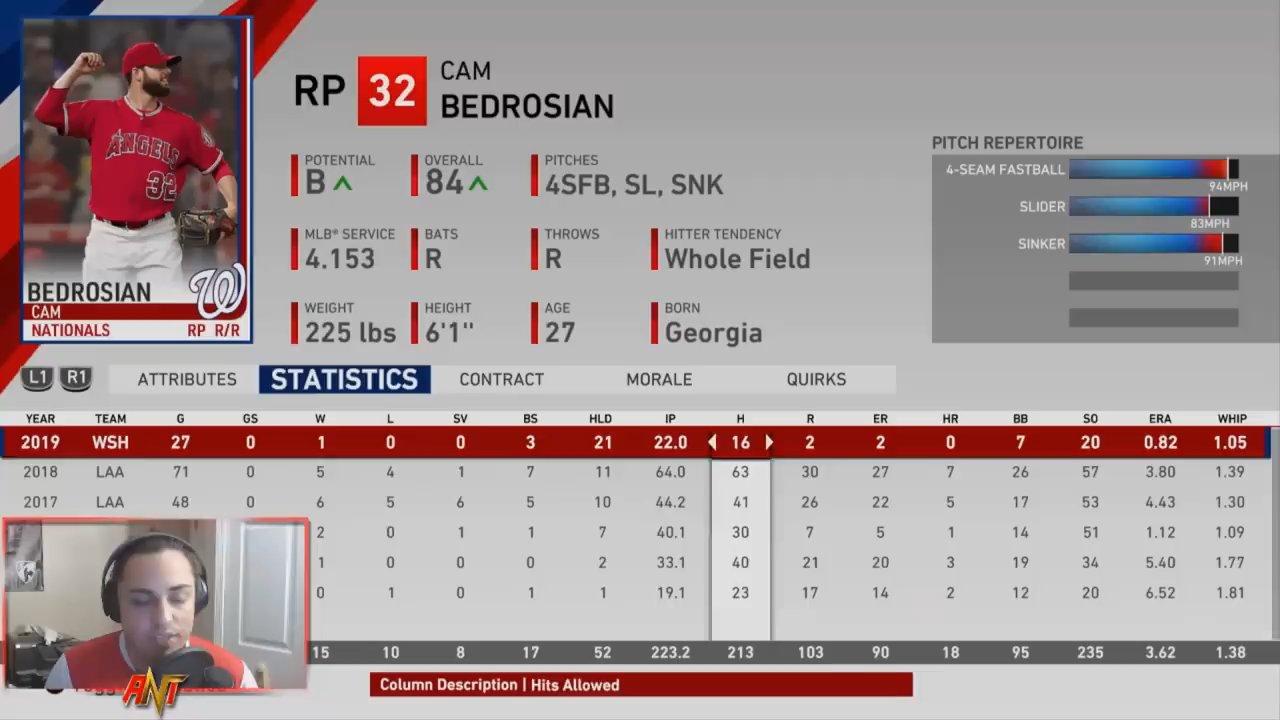 RP 32 CAM BEDROSIAN
ANGELS
32
BEDROSIAN
CAM
NATIONALS RP R/R
POTENTIAL OVERALL PITCHES
B 84 4SFB, SL, SNK
MLB® SERVICE BATS THROWS HITTER TENDENCY
4.153 R R Whole Field
WEIGHT HEIGHT AGE BORN
225 lbs 6'1" 27 Georgia
PITCH REPERTOIRE
4-SEAM FASTBALL
94MPH
SLIDER
83MPH
SINKER
91MPH
L1 R1 ATTRIBUTES STATISTICS CONTRACT MORALE QUIRKS
YEAR TEAM G GS W L SV BS HLD IP H R ER HR BB SO ERA WHIP
2019 WSH 27 0 1 0 0 3 21 22.0 16 2 2 0 7 20 0.82 1.05
2018 LAA 71 0 5 4 1 7 11 64.0 63 30 27 7 26 57 3.80 1.39
2017 LAA 48 0 6 5 6 5 10 44.2 41 26 22 5 17 53 4.43 1.30
2 0 1 1 7 40.1 30 7 5 1 14 51 1.12 1.09
1 0 0 0 2 33.1 40 21 20 3 19 34 5.40 1.77
0 1 0 1 1 19.1 23 17 14 2 12 20 6.52 1.81
15 10 8 17 52 223.2 213 103 90 18 95 235 3.62 1.38
ANT
Column Description | Hits Allowed